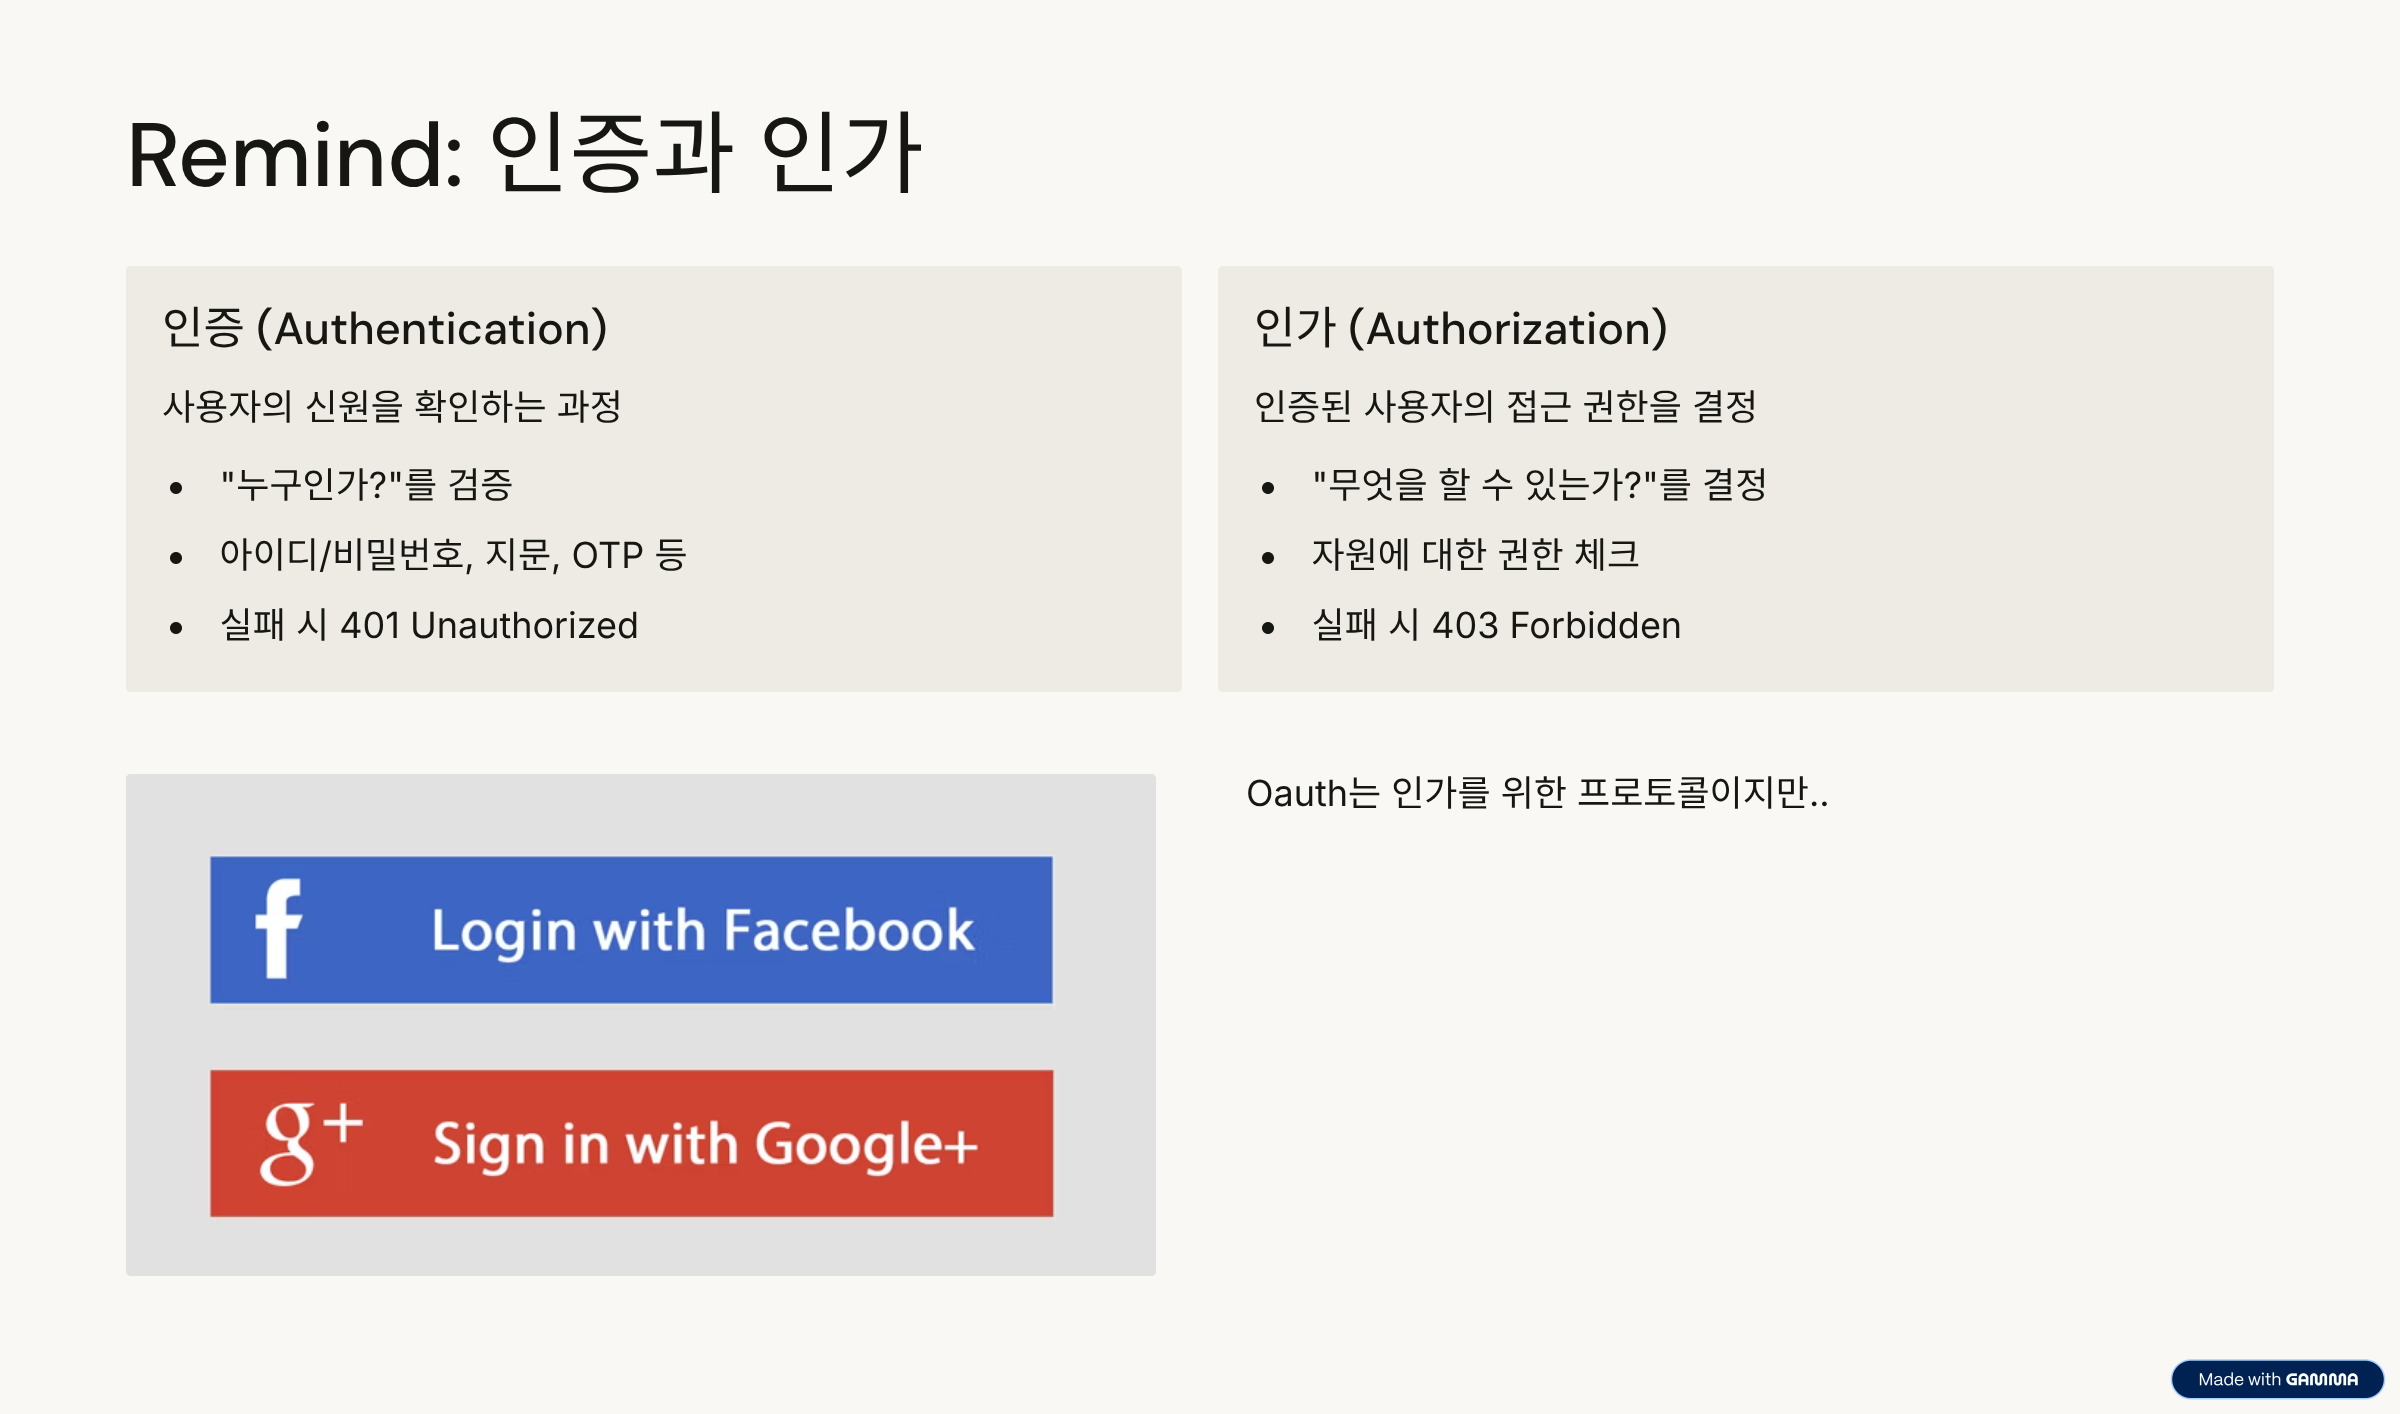 Remind: 인증과 인가
인증 (Authentication)
사용자의 신원을 확인하는 과정
"누구인가?"를 검증
아이디/비밀번호, 지문, OTP 등
실패 시 401 Unauthorized
인가 (Authorization)
인증된 사용자의 접근 권한을 결정
"무엇을 할 수 있는가?"를 결정
자원에 대한 권한 체크
실패 시 403 Forbidden
f Login with Facebook
g+ Sign in with Google+
Oauth는 인가를 위한 프로토콜이지만..
Made with GAMMA